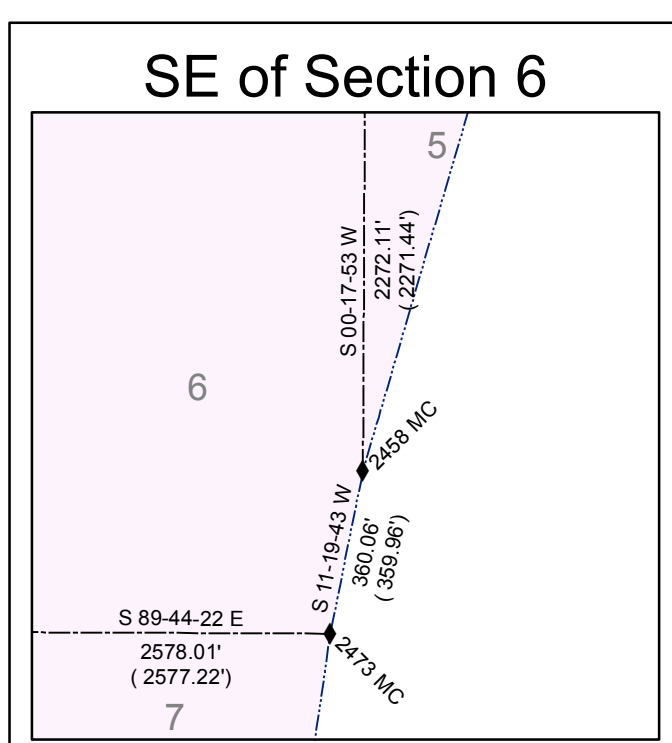 SE of Section 6
5
S 00-17-53 W
2272.11'
( 2271.44')
6
2458 MC
S 11-19-43 W
360.06'
( 359.96')
S 89-44-22 E
2578.01'
( 2577.22')
2473 MC
7